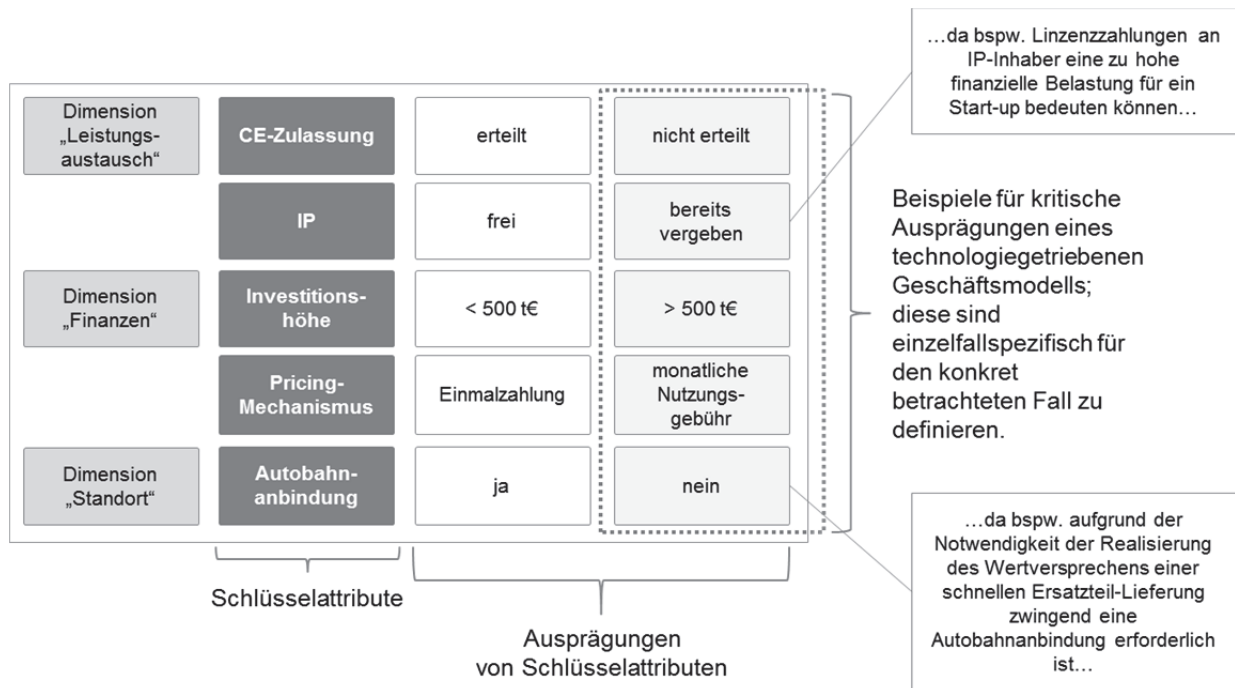 …da bspw. Linzenzzahlungen an
IP-Inhaber eine zu hohe
finanzielle Belastung für ein
Start-up bedeuten können…
Dimension
„Leistungs-
austausch“
CE-Zulassung
erteilt
nicht erteilt
IP
frei
bereits
vergeben
Dimension
„Finanzen“
Investitions-
höhe
< 500 t€
> 500 t€
Pricing-
Mechanismus
Einmalzahlung
monatliche
Nutzungs-
gebühr
Dimension
„Standort“
Autobahn-
anbindung
ja
nein
Beispiele für kritische
Ausprägungen eines
technologiegetriebenen
Geschäftsmodells;
diese sind
einzelfallspezifisch für
den konkret
betrachteten Fall zu
definieren.
Schlüsselattribute
Ausprägungen
von Schlüsselattributen
…da bspw. aufgrund der
Notwendigkeit der Realisierung
des Wertversprechens einer
schnellen Ersatzteil-Lieferung
zwingend eine
Autobahnanbindung erforderlich
ist…